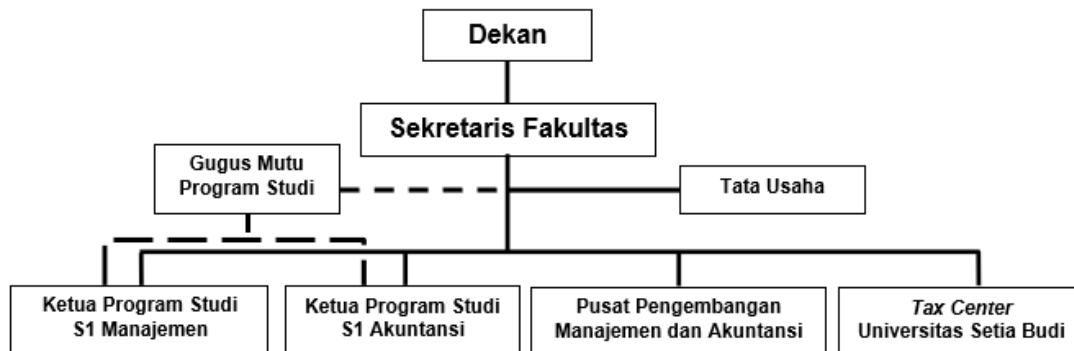 Dekan
Sekretaris Fakultas
Gugus Mutu
Program Studi
Tata Usaha
Ketua Program Studi
S1 Manajemen
Ketua Program Studi
S1 Akuntansi
Pusat Pengembangan
Manajemen dan Akuntansi
Tax Center
Universitas Setia Budi